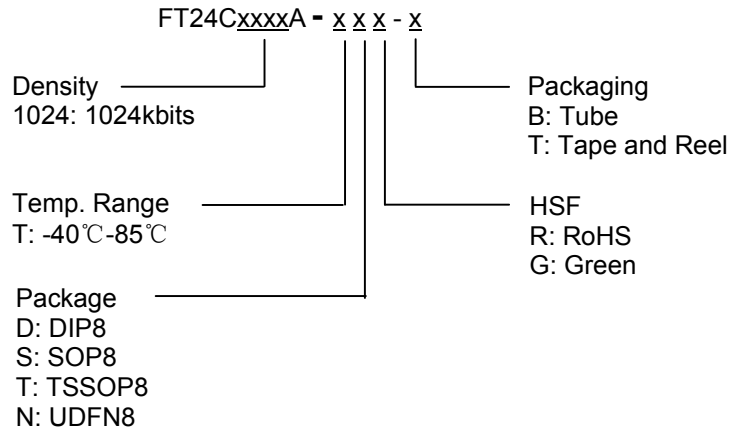 FT24CxxxxA - x x x - x
Density
1024: 1024kbits
Packaging
B: Tube
T: Tape and Reel
Temp. Range
T: -40℃-85℃
HSF
R: RoHS
G: Green
Package
D: DIP8
S: SOP8
T: TSSOP8
N: UDFN8